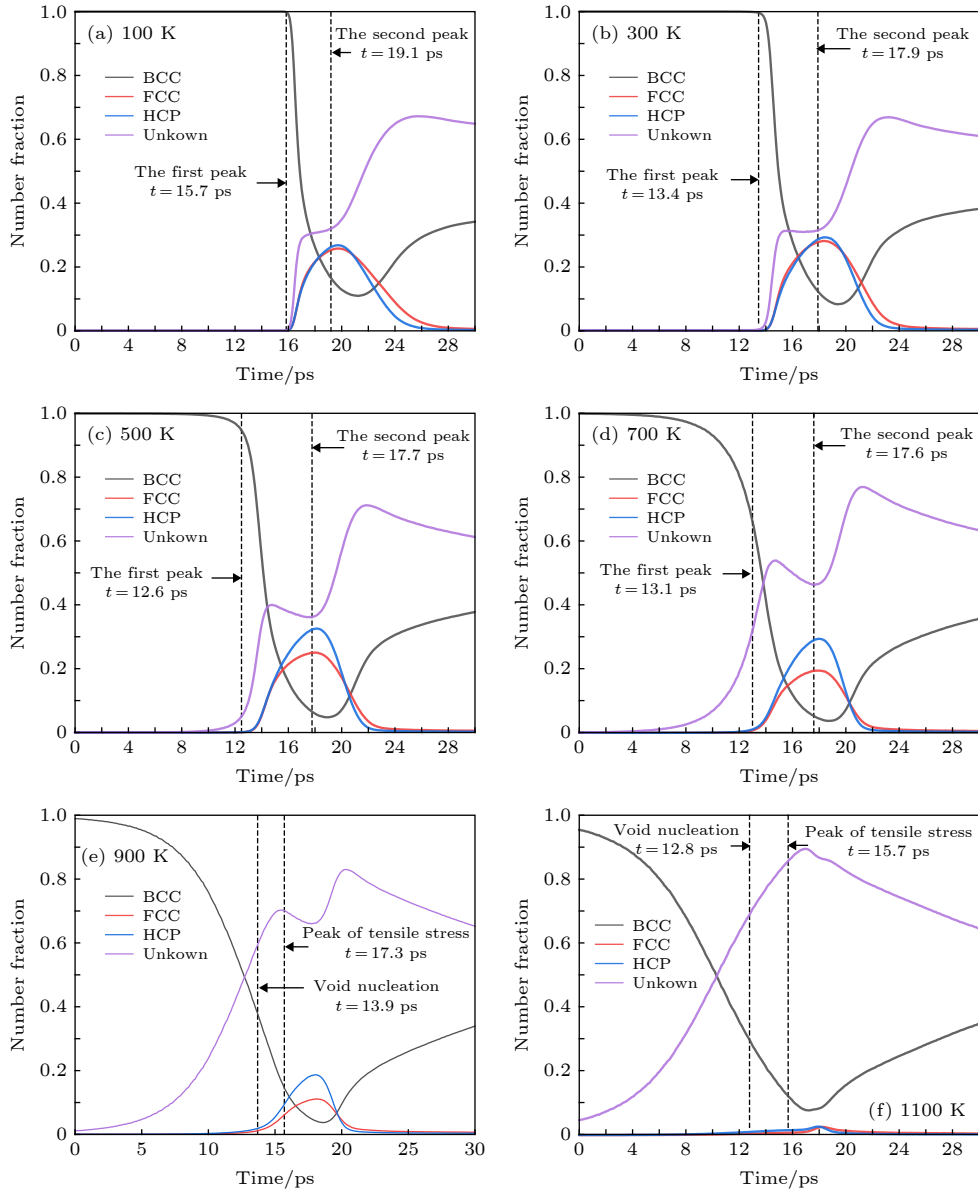 (a) 100 K
The second peak
t=19.1 ps
BCC
FCC
HCP
Unkown
The first peak
t=15.7 ps
Number fraction
1.0
0.8
0.6
0.4
0.2
0
0 4 8 12 16 20 24 28
Time/ps
(b) 300 K
The second peak
t=17.9 ps
BCC
FCC
HCP
Unkown
The first peak
t=13.4 ps
Number fraction
1.0
0.8
0.6
0.4
0.2
0
0 4 8 12 16 20 24 28
Time/ps
(c) 500 K
The second peak
t=17.7 ps
BCC
FCC
HCP
Unkown
The first peak
t=12.6 ps
Number fraction
1.0
0.8
0.6
0.4
0.2
0
0 4 8 12 16 20 24 28
Time/ps
(d) 700 K
The second peak
t=17.6 ps
BCC
FCC
HCP
Unkown
The first peak
t=13.1 ps
Number fraction
1.0
0.8
0.6
0.4
0.2
0
0 4 8 12 16 20 24 28
Time/ps
(e) 900 K
BCC
FCC
HCP
Unkown
Peak of tensile stress
t=17.3 ps
Void nucleation
t=13.9 ps
Number fraction
1.0
0.8
0.6
0.4
0.2
0
0 5 10 15 20 25 30
Time/ps
Void nucleation
t=12.8 ps
Peak of tensile stress
t=15.7 ps
BCC
FCC
HCP
Unkown
(f) 1100 K
Number fraction
1.0
0.8
0.6
0.4
0.2
0
0 4 8 12 16 20 24 28
Time/ps